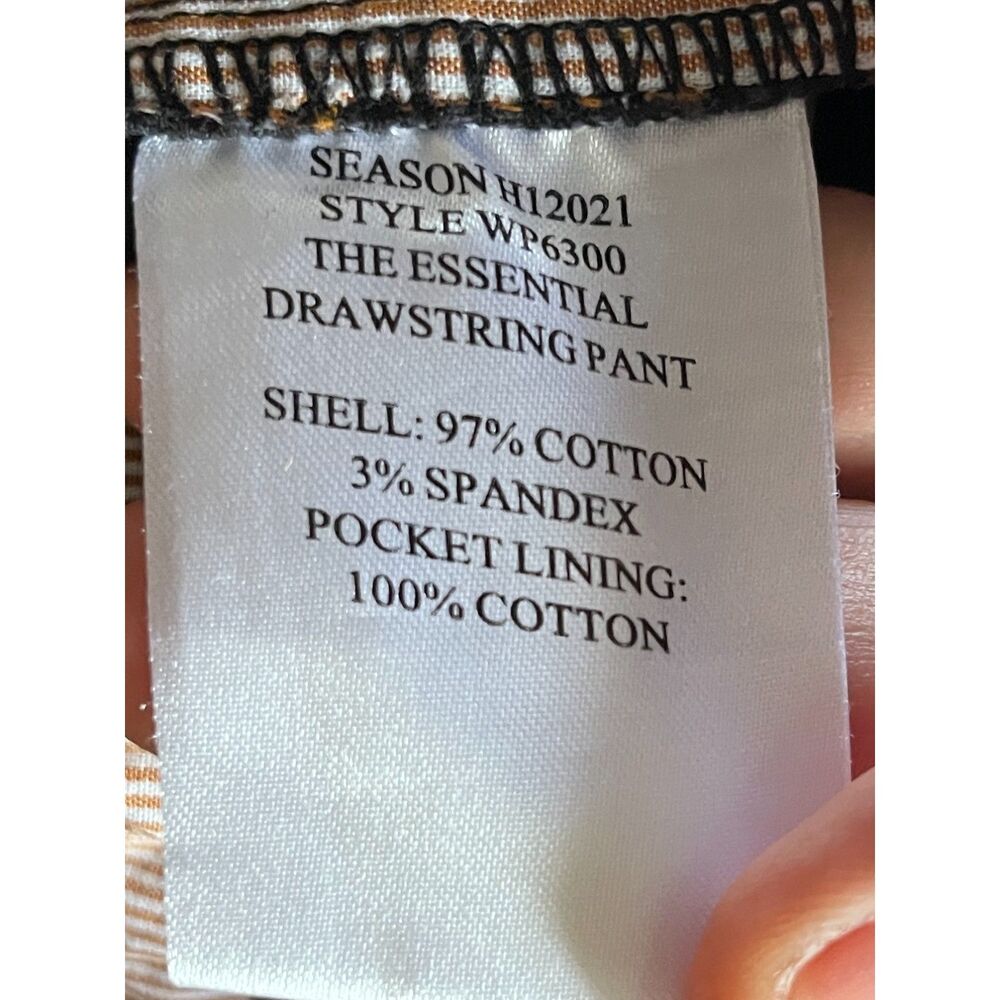 SEASON H12021
STYLE WP6300
THE ESSENTIAL
DRAWSTRING PANT
SHELL: 97% COTTON
3% SPANDEX
POCKET LINING:
100% COTTON